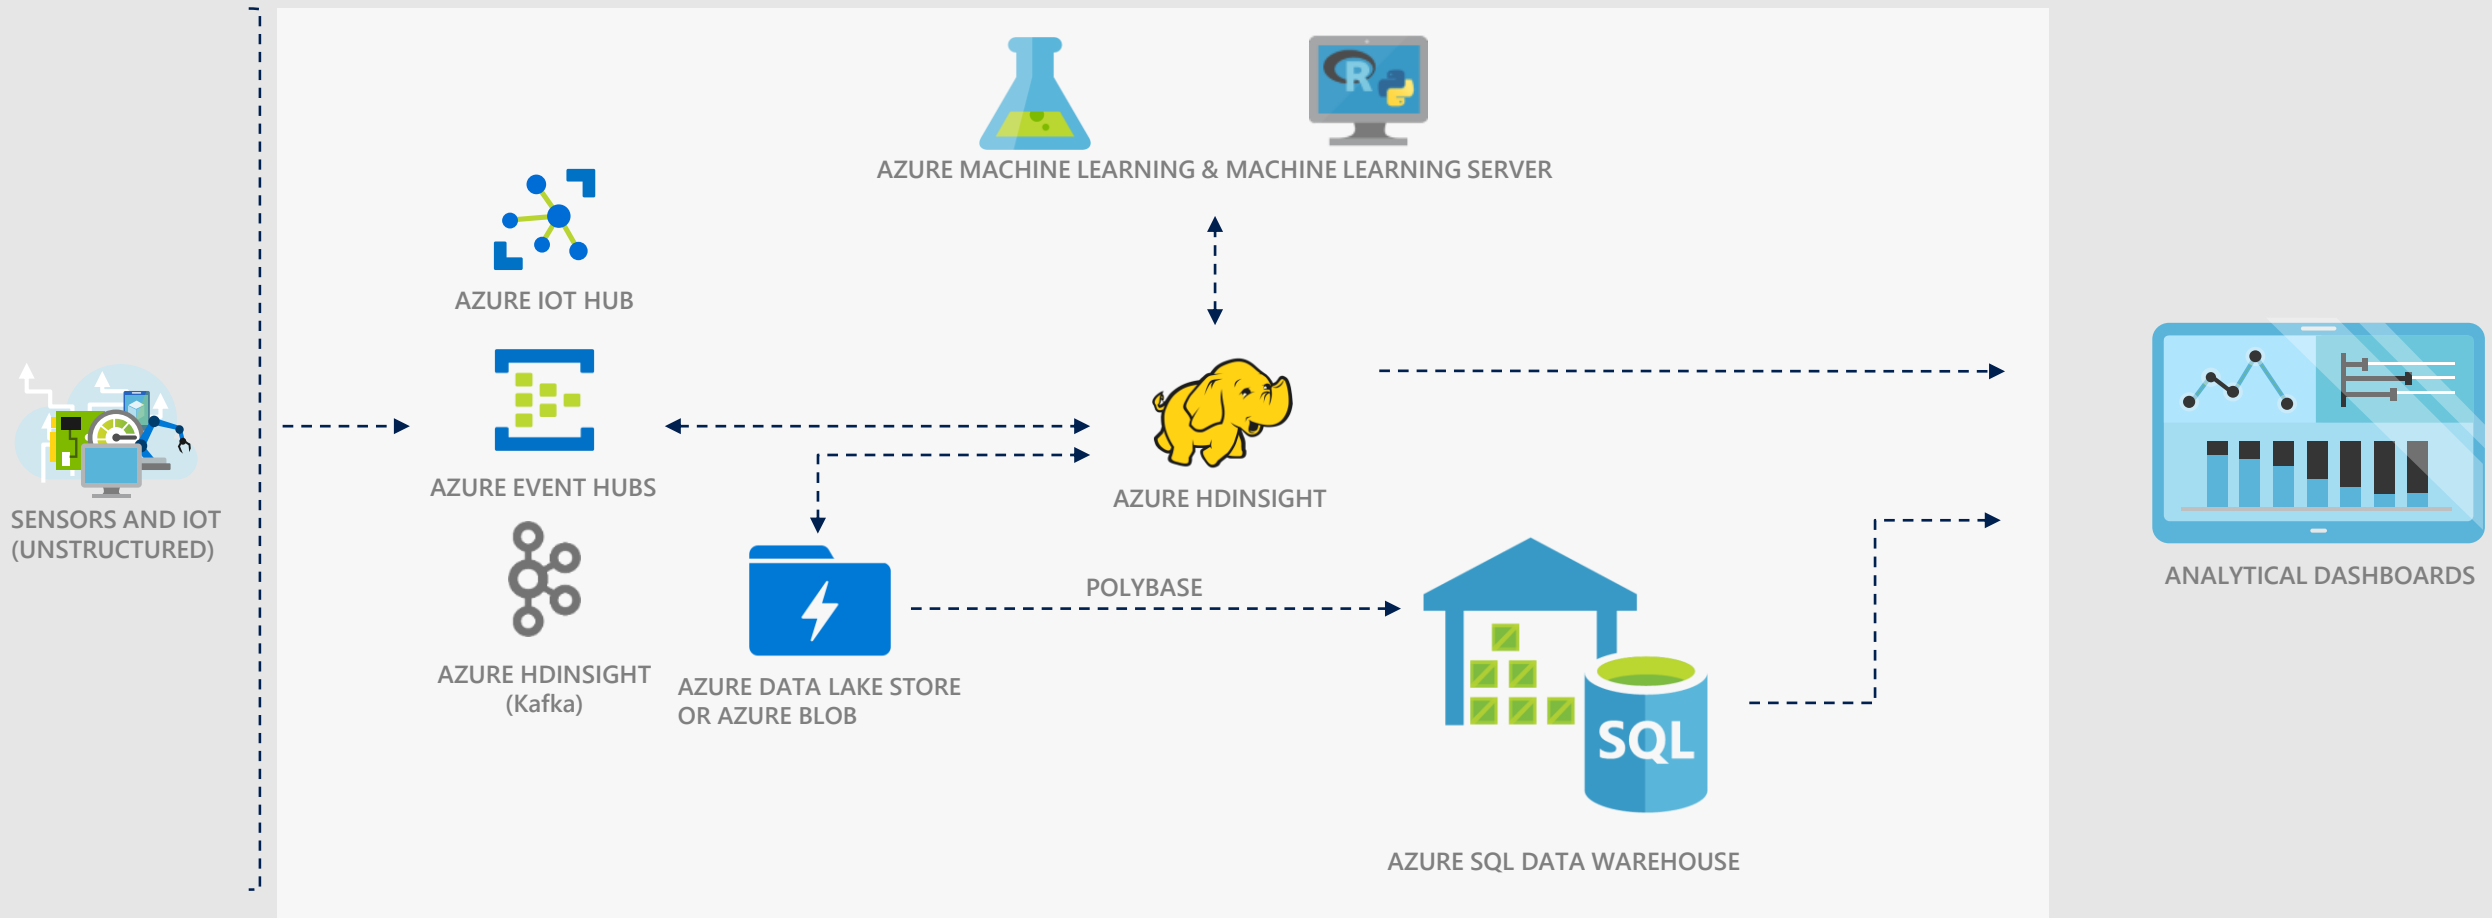 AZURE MACHINE LEARNING & MACHINE LEARNING SERVER
R
AZURE IOT HUB
AZURE EVENT HUBS
AZURE HDINSIGHT
(Kafka)
SENSORS AND IOT
(UNSTRUCTURED)
AZURE HDINSIGHT
AZURE DATA LAKE STORE
OR AZURE BLOB
POLYBASE
SQL
AZURE SQL DATA WAREHOUSE
ANALYTICAL DASHBOARDS